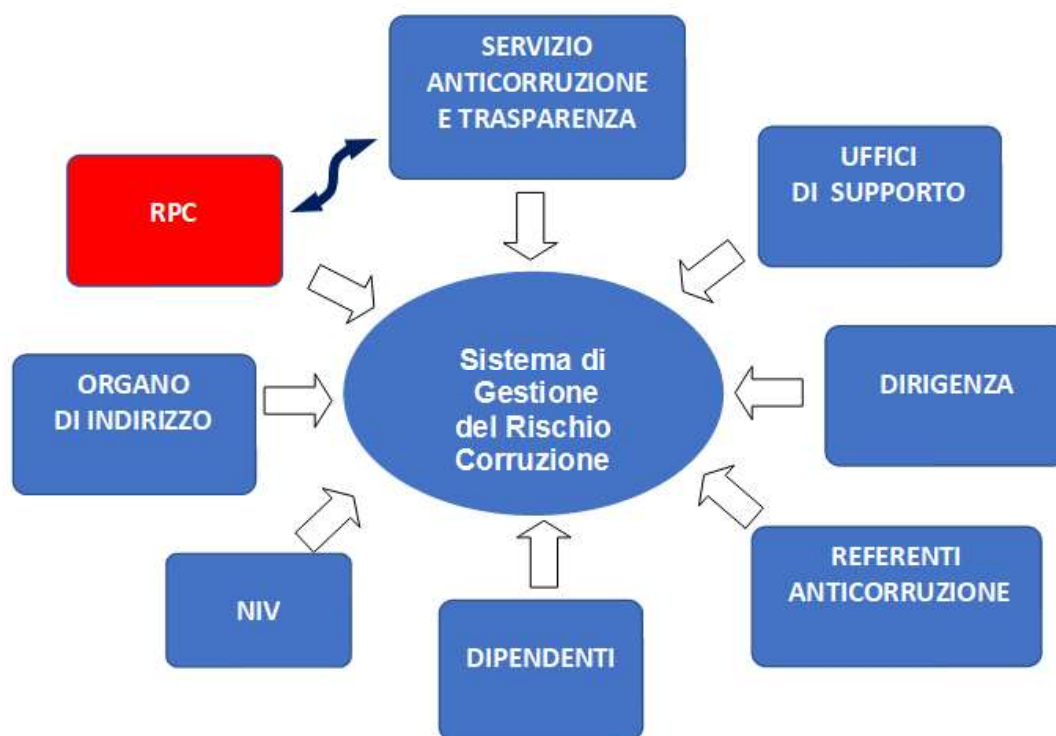 SERVIZIO
ANTICORRUZIONE
E TRASPARENZA
UFFICI
DI SUPPORTO
RPC
Sistema di
Gestione
del Rischio
Corruzione
ORGANO
DI INDIRIZZO
DIRIGENZA
NIV
DIPENDENTI
REFERENTI
ANTICORRUZIONE